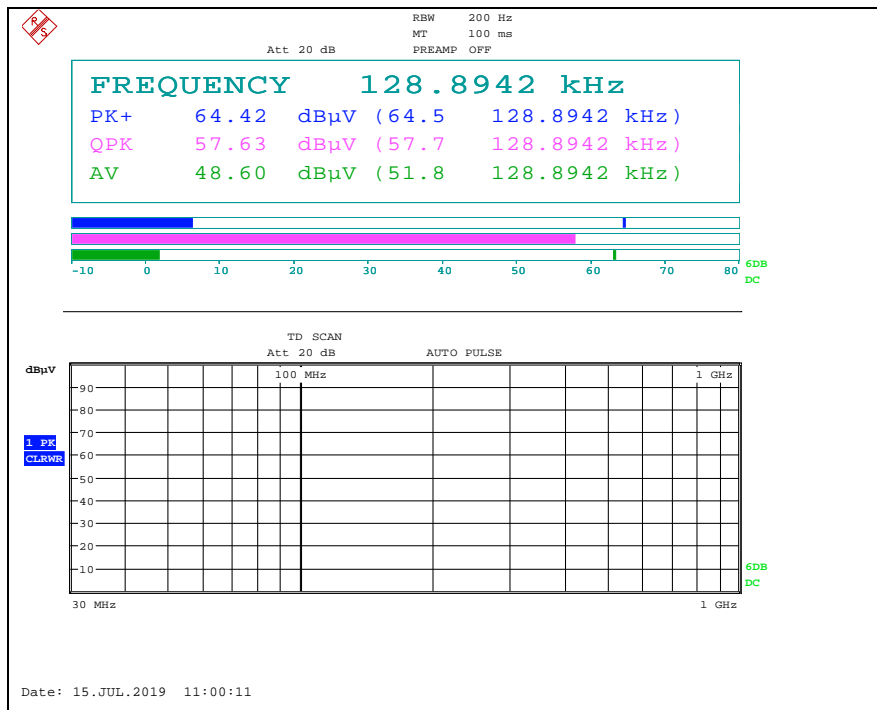 R
S
RBW 200 Hz
MT 100 ms
Att 20 dB PREAMP OFF
FREQUENCY 128.8942 kHz
PK+ 64.42 dBµV (64.5 128.8942 kHz)
QPK 57.63 dBµV (57.7 128.8942 kHz)
AV 48.60 dBµV (51.8 128.8942 kHz)
-10 0 10 20 30 40 50 60 70 80
6DB
DC
TD SCAN
Att 20 dB AUTO PULSE
dBµV
100 MHz 1 GHz
90
80
70
1 PK
CLRWR
60
50
40
30
20
10
6DB
DC
30 MHz 1 GHz
Date: 15.JUL.2019 11:00:11